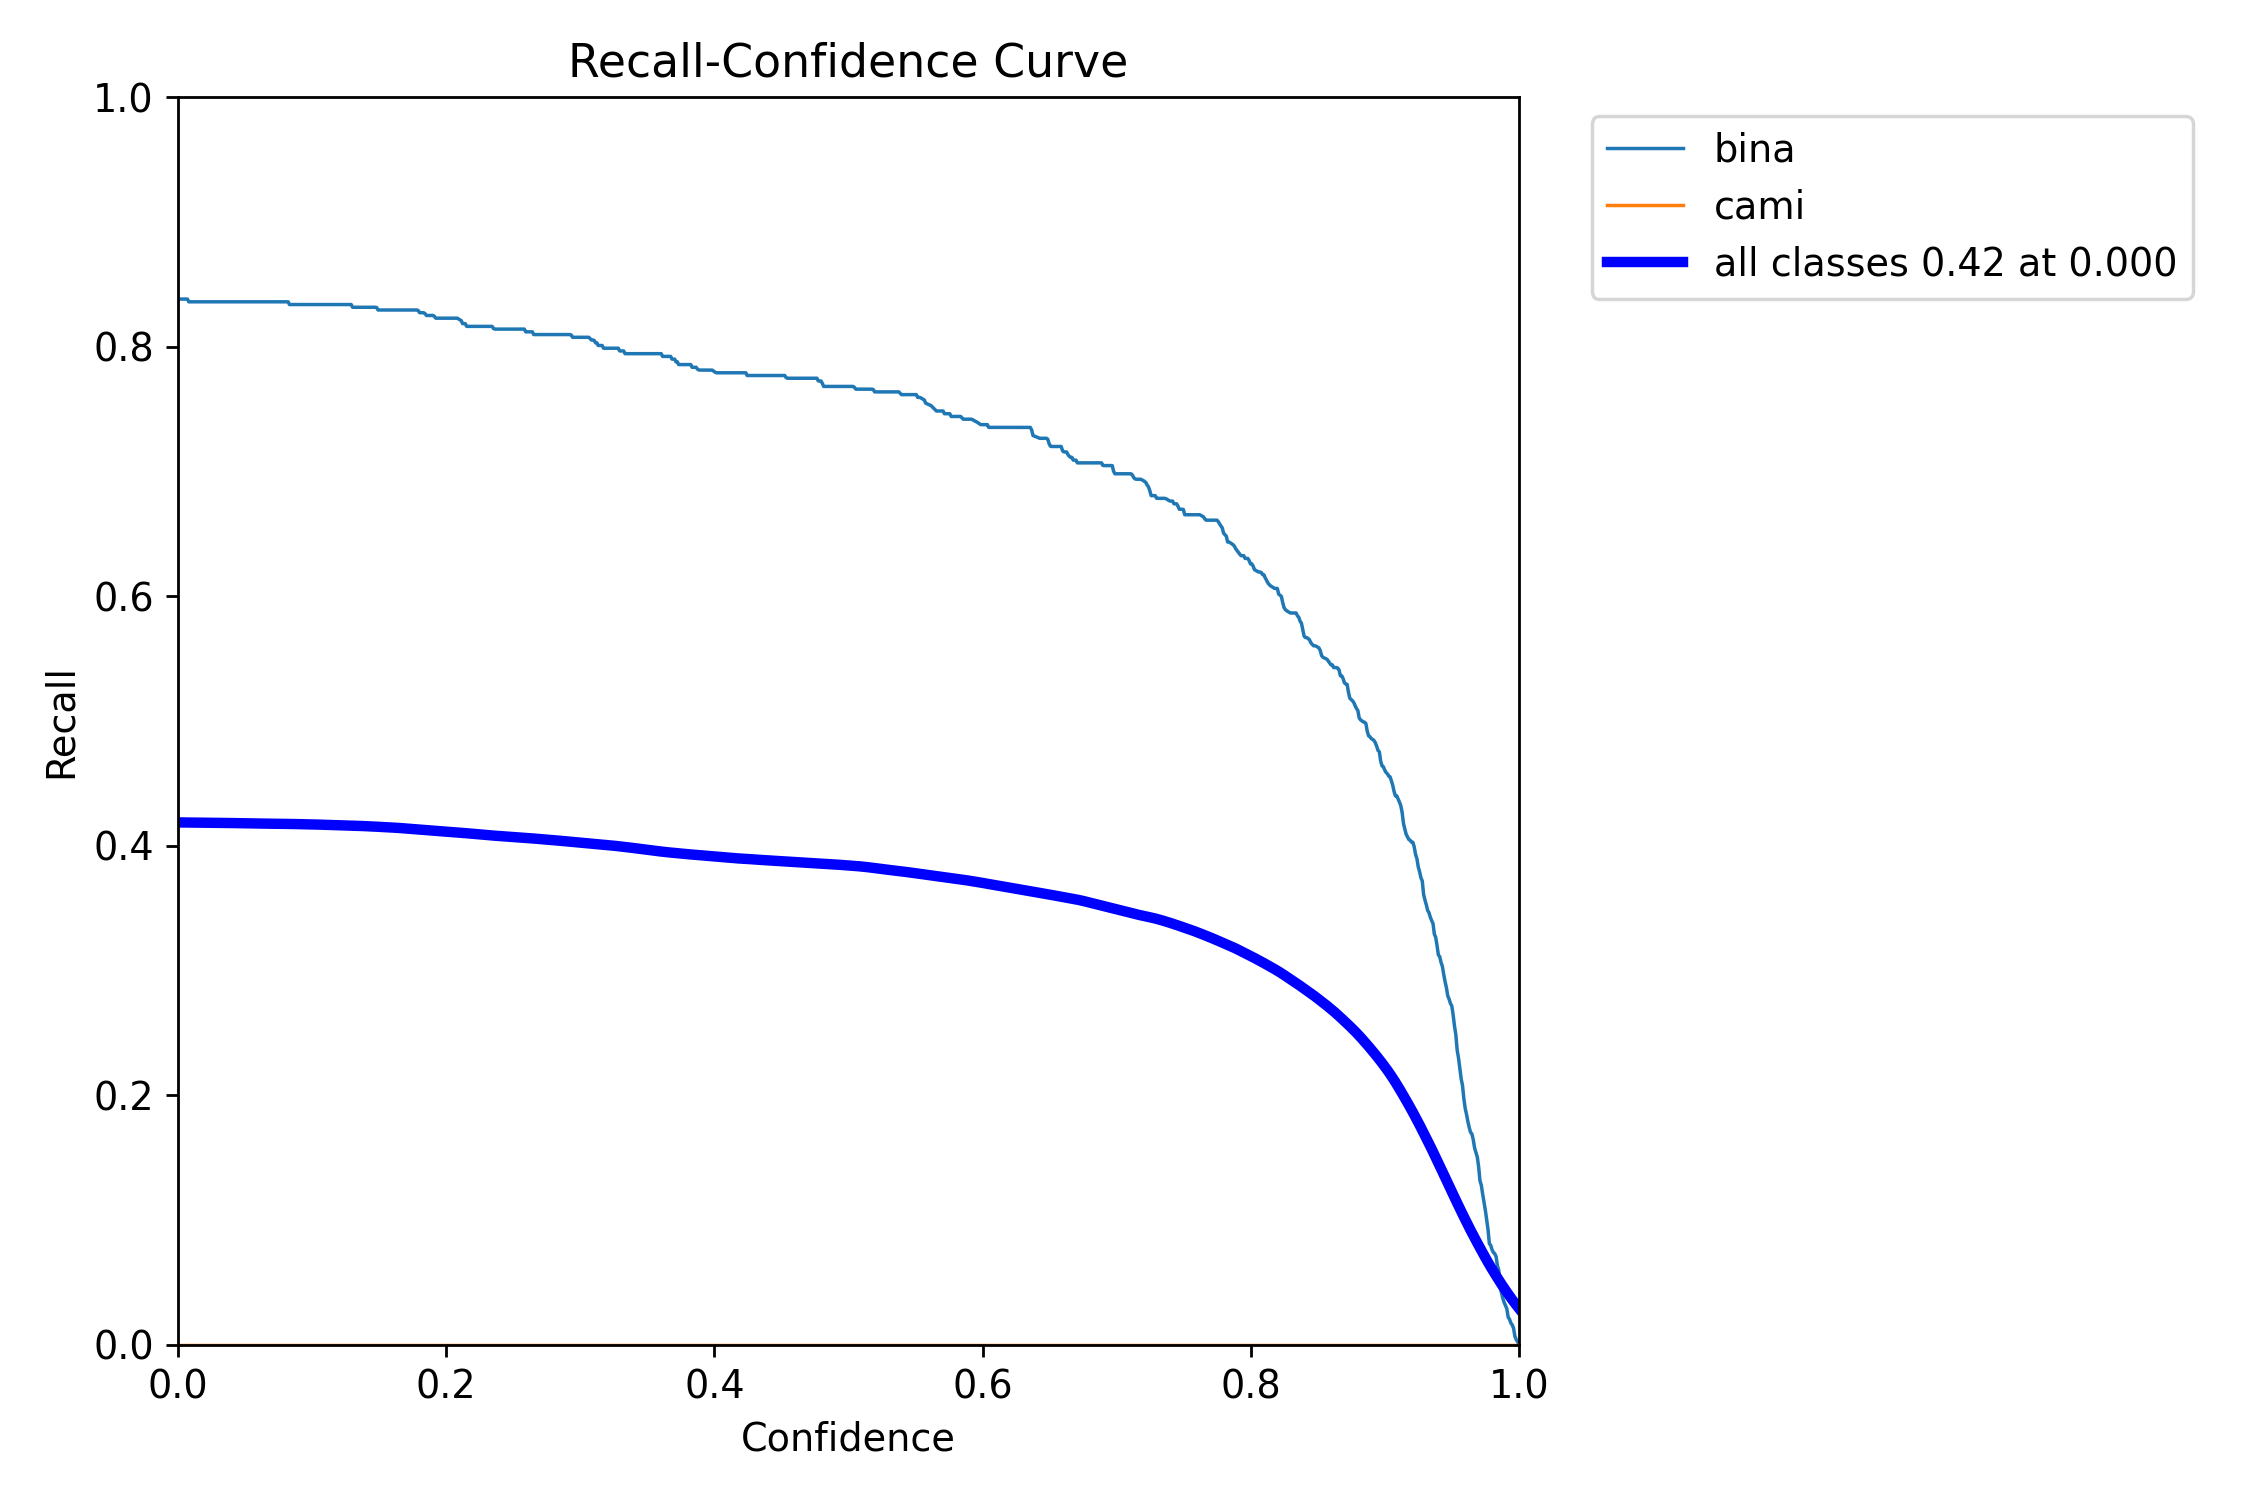 Recall-Confidence Curve
1.0
0.8
0.6
0.4
0.2
0.0
Recall
0.0 0.2 0.4 0.6 0.8 1.0
Confidence
bina
cami
all classes 0.42 at 0.000